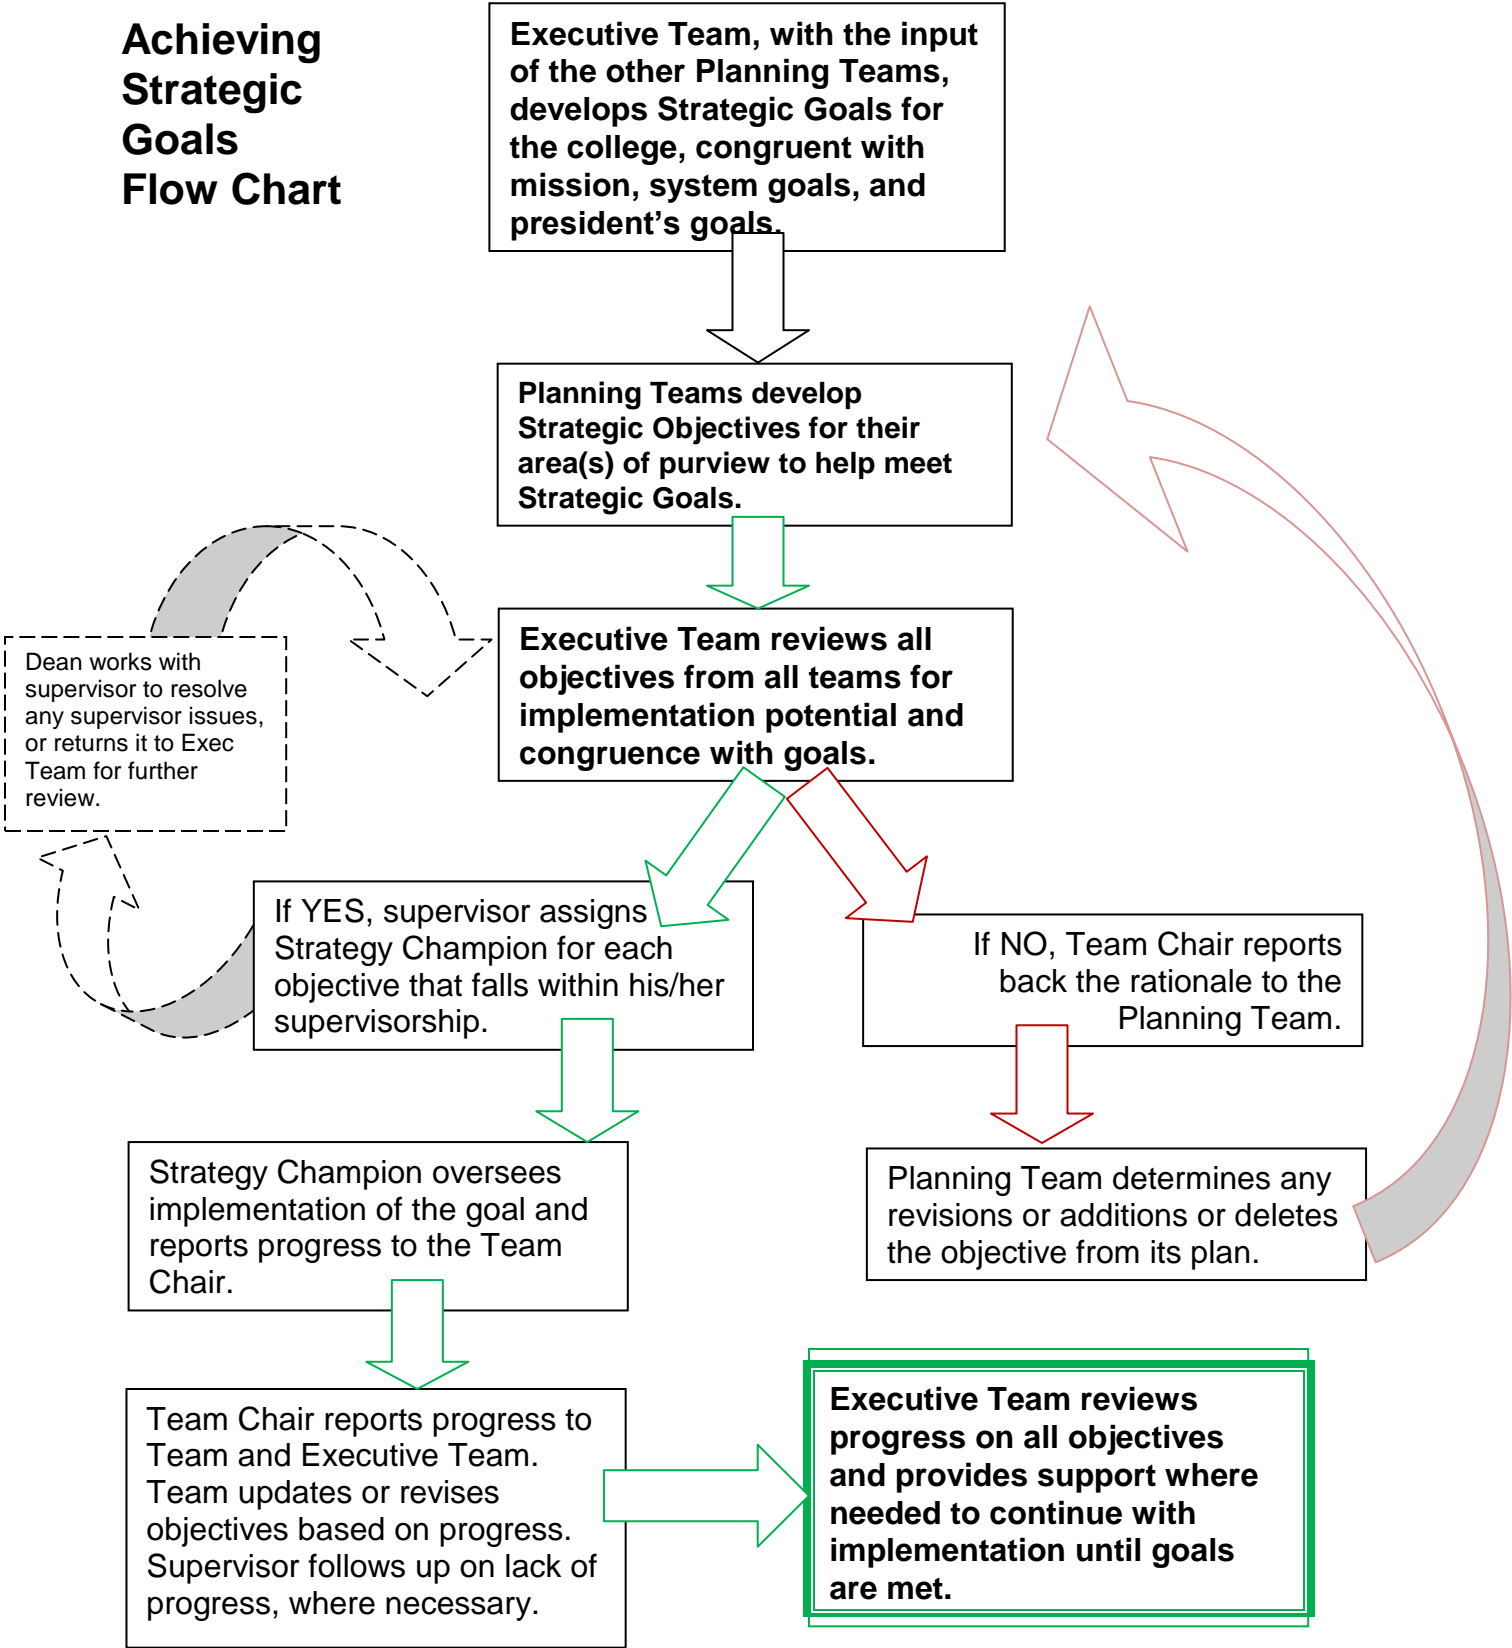 Achieving
Strategic
Goals
Flow Chart
Executive Team, with the input
of the other Planning Teams,
develops Strategic Goals for
the college, congruent with
mission, system goals, and
president’s goals.
Planning Teams develop
Strategic Objectives for their
area(s) of purview to help meet
Strategic Goals.
Executive Team reviews all
objectives from all teams for
implementation potential and
congruence with goals.
Dean works with
supervisor to resolve
any supervisor issues,
or returns it to Exec
Team for further
review.
If YES, supervisor assigns
Strategy Champion for each
objective that falls within his/her
supervisorship.
If NO, Team Chair reports
back the rationale to the
Planning Team.
Strategy Champion oversees
implementation of the goal and
reports progress to the Team
Chair.
Planning Team determines any
revisions or additions or deletes
the objective from its plan.
Team Chair reports progress to
Team and Executive Team.
Team updates or revises
objectives based on progress.
Supervisor follows up on lack of
progress, where necessary.
Executive Team reviews
progress on all objectives
and provides support where
needed to continue with
implementation until goals
are met.